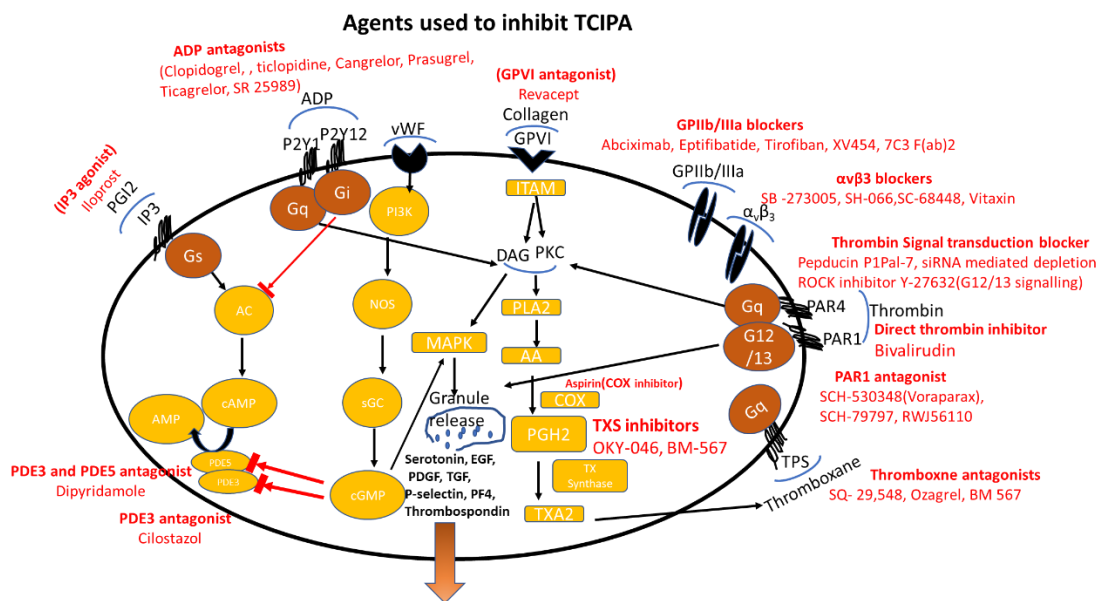 Agents used to inhibit TCIPA
ADP antagonists
(Clopidogrel, , ticlopidine, Cangrelor, Prasugrel,
Ticagrelor, SR 25989)
ADP
P2Y1
P2Y12
vWF
(GPVI antagonist)
Revacept
Collagen
GPVI
GPIIb/IIIa blockers
Abciximab, Eptifibatide, Tirofiban, XV454, 7C3 F(ab)2
GPIIb/IIIa
αvβ3 blockers
SB -273005, SH-066,SC-68448, Vitaxin
αvβ3
(IP3 agonist)
Iloprost
PGI2
IP3
Gs
Gq
Gi
PI3K
ITAM
DAG
PKC
Thrombin Signal transduction blocker
Pepducin P1Pal-7, siRNA mediated depletion
ROCK inhibitor Y-27632(G12/13 signalling)
Gq
PAR4
Thrombin
G12
/13
PAR1
Direct thrombin inhibitor
Bivalirudin
AC
NOS
PLA2
MAPK
AA
PAR1 antagonist
SCH-530348(Voraparax),
SCH-79797, RWJ56110
Aspirin(COX inhibitor)
COX
AMP
cAMP
sGC
Granule
release
PGH2
TXS inhibitors
OKY-046, BM-567
Gq
TPS
PDE5
PDE3
PDE3 and PDE5 antagonist
Dipyridamole
PDE3 antagonist
Cilostazol
cGMP
Serotonin, EGF,
PDGF, TGF,
P-selectin, PF4,
Thrombospondin
TX
Synthase
TXA2
Thromboxane
Thromboxne antagonists
SQ- 29,548, Ozagrel, BM 567